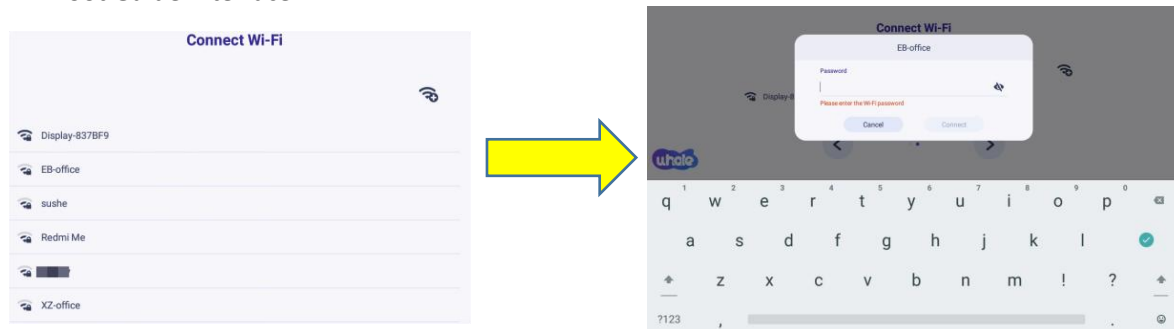 Connect Wi-Fi
Display-837BF9
EB-office
sushe
Redmi Me
XZ-office
Connect Wi-Fi
EB-office
Password
Please enter the Wi-Fi password
Cancel
Connect
Display-8
whale
q 1 w 2 e 3 r 4 t 5 y 6 u 7 i 8 o 9 p 0
a s d f g h j k l
z x c v b n m ! ?
?123 , .